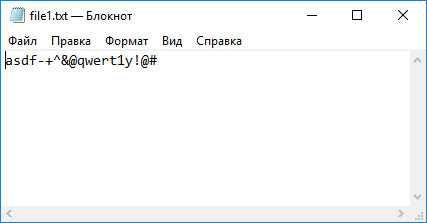 file1.txt — Блокнот
Файл Правка Формат Вид Справка
asdf-+^&@qwert1y!@#